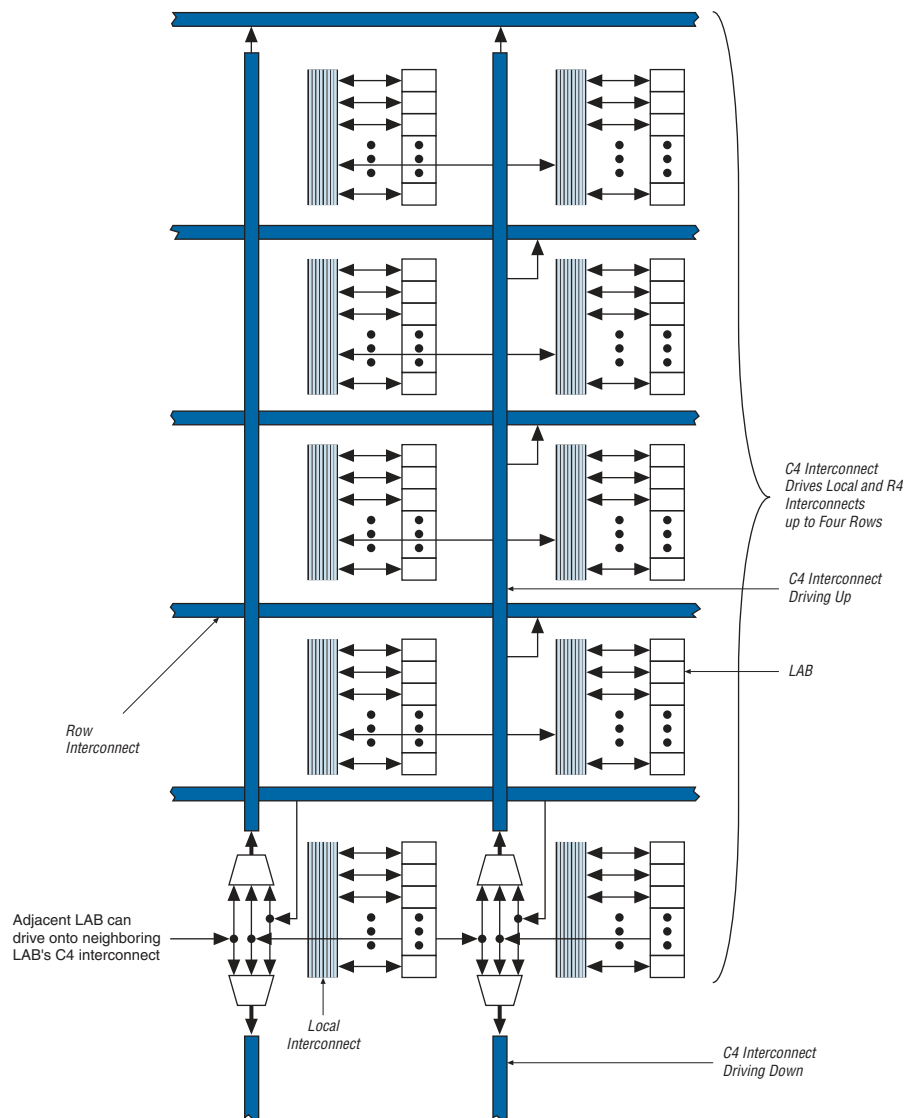 C4 Interconnect
Drives Local and R4
Interconnects
up to Four Rows
C4 Interconnect
Driving Up
LAB
Row
Interconnect
Adjacent LAB can
drive onto neighboring
LAB's C4 interconnect
Local
Interconnect
C4 Interconnect
Driving Down